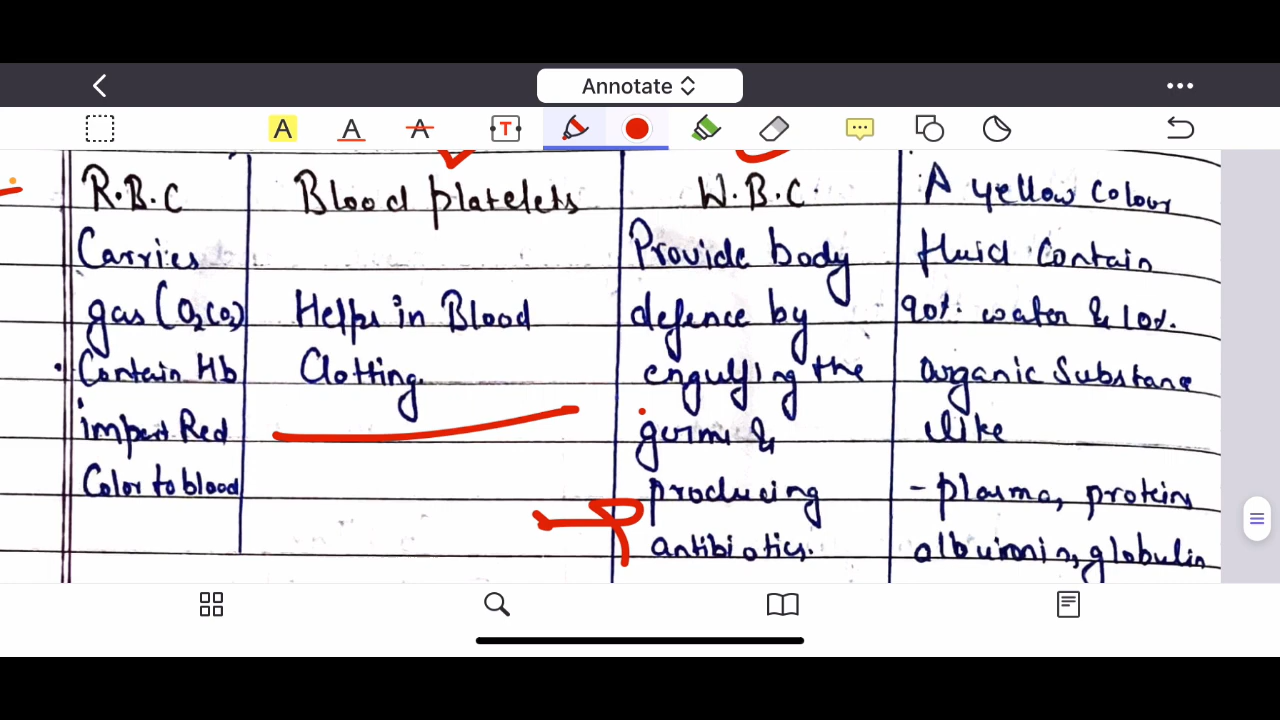 Annotate
R.B.C
Carries
gas (O2CO2)
Contain Hb
impart Red
Color to blood
Blood platelets
Helps in Blood
Clotting.
W.B.C.
Provide body
defence by
engulfing the
germs &
producing
antibiotics.
A yellow colour
fluid contain
90%. water & 10%.
organic Substance
like
- plasma, proteins
albumin, globulin